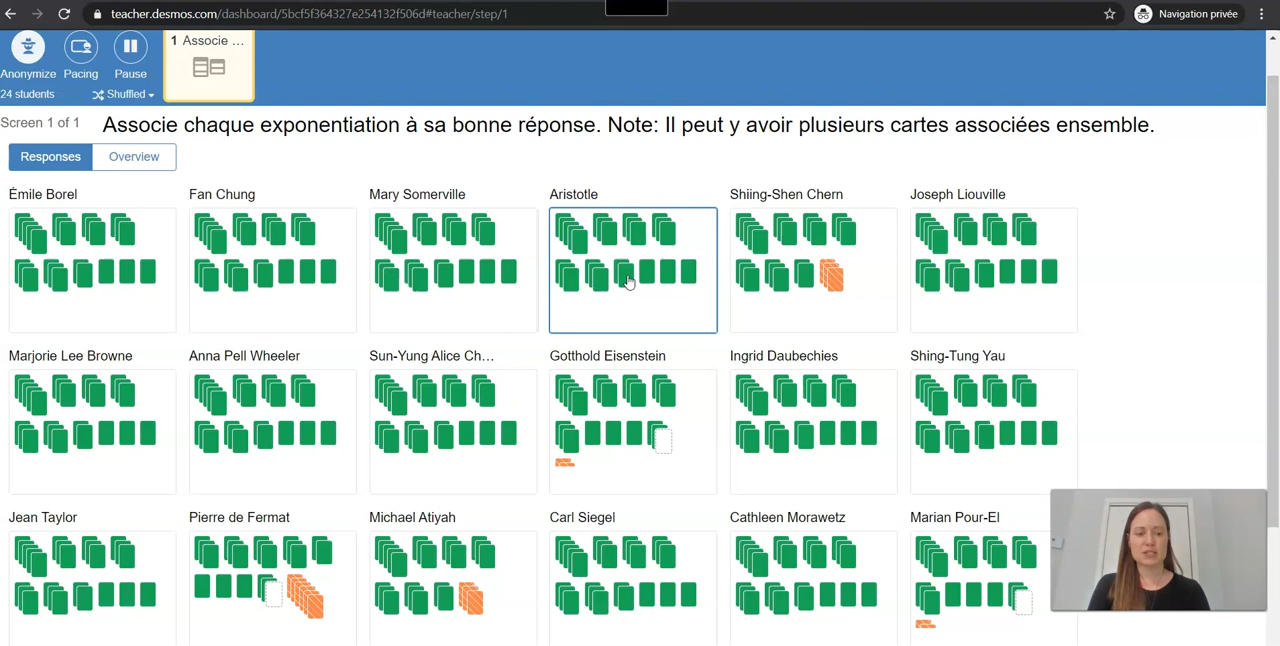 teacher.desmos.com/dashboard/5bcf5f364327e254132f506d#teacher/step/1
Navigation privée
Anonymize
Pacing
Pause
1 Associe ...
24 students
Shuffled
Screen 1 of 1
Associe chaque exponentiation à sa bonne réponse. Note: Il peut y avoir plusieurs cartes associées ensemble.
Responses
Overview
Émile Borel
Fan Chung
Mary Somerville
Aristotle
Shiing-Shen Chern
Joseph Liouville
Marjorie Lee Browne
Anna Pell Wheeler
Sun-Yung Alice Ch...
Gotthold Eisenstein
Ingrid Daubechies
Shing-Tung Yau
Jean Taylor
Pierre de Fermat
Michael Atiyah
Carl Siegel
Cathleen Morawetz
Marian Pour-El